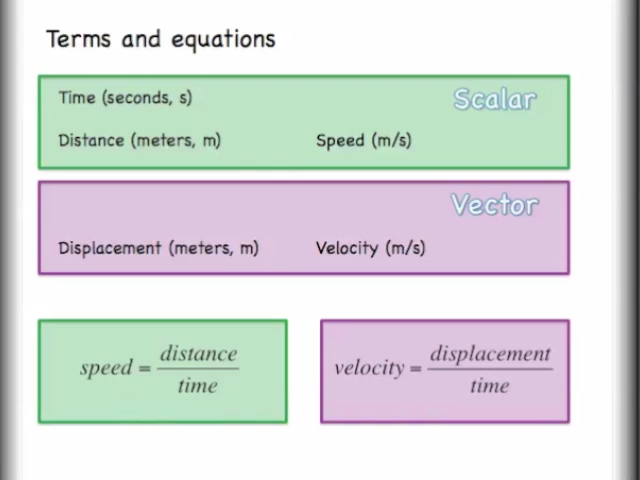 Terms and equations
Time (seconds, s)
Scalar
Distance (meters, m) Speed (m/s)
Vector
Displacement (meters, m) Velocity (m/s)
speed = distance / time
velocity = displacement / time